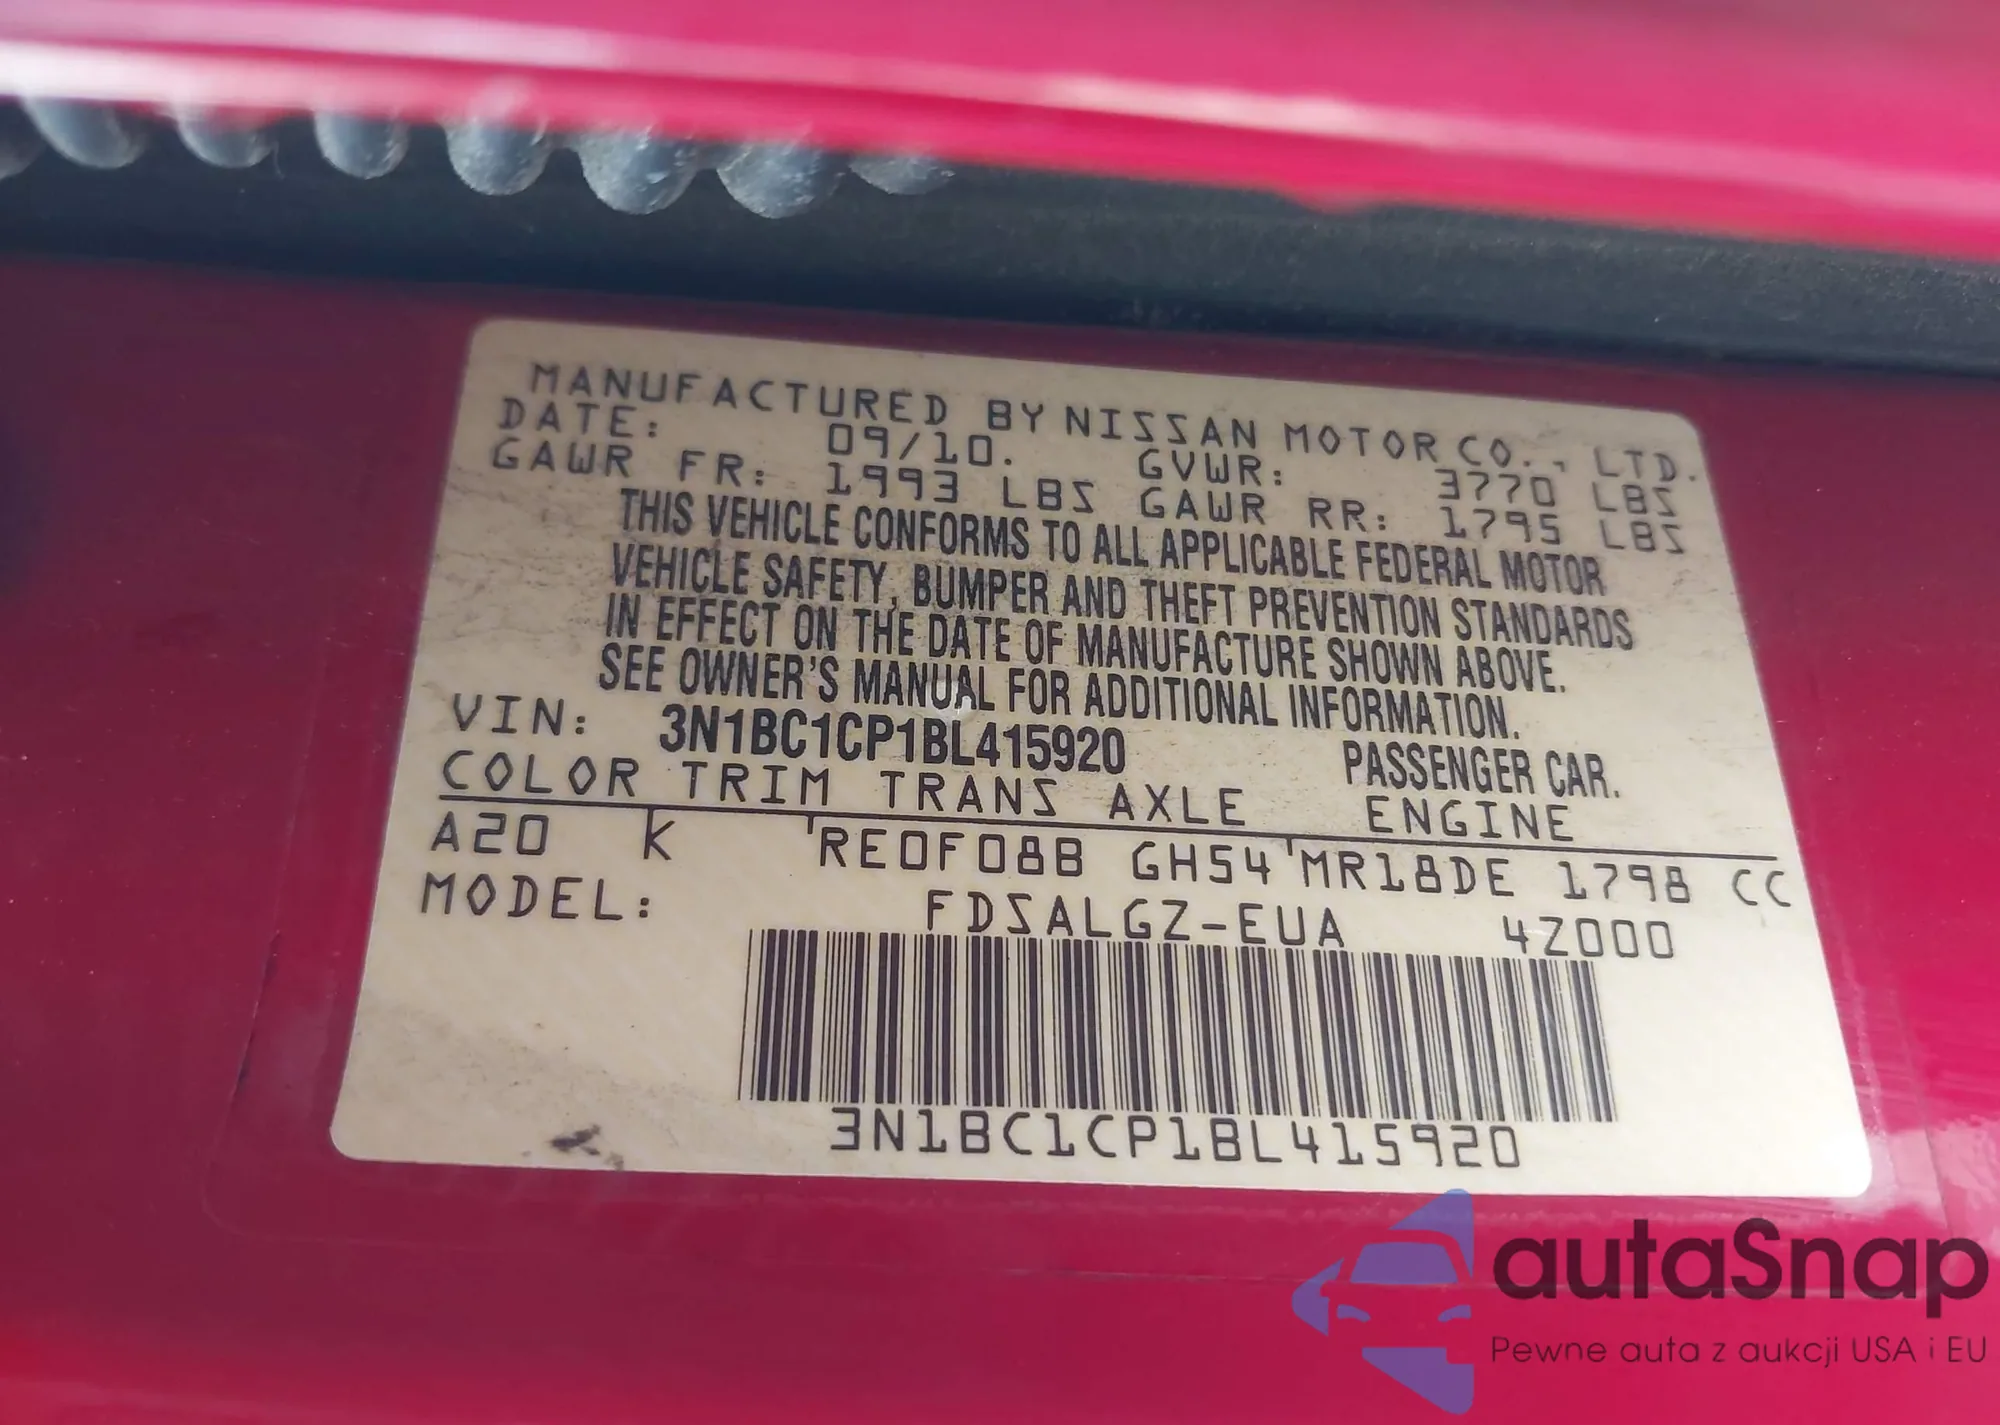 MANUFACTURED BY NISSAN MOTOR CO., LTD.
DATE: 09/10. GVWR: 3770 LBS
GAWR FR: 1993 LBS GAWR RR: 1795 LBS
THIS VEHICLE CONFORMS TO ALL APPLICABLE FEDERAL MOTOR
VEHICLE SAFETY, BUMPER AND THEFT PREVENTION STANDARDS
IN EFFECT ON THE DATE OF MANUFACTURE SHOWN ABOVE.
SEE OWNER'S MANUAL FOR ADDITIONAL INFORMATION.
VIN: 3N1BC1CP1BL415920 PASSENGER CAR.
COLOR TRIM TRANS AXLE ENGINE
A20 K RE0F08B GH54 MR18DE 1798 CC
MODEL: FDSALGZ-EUA 4Z000
3N1BC1CP1BL415920
autaSnap
Pewne auta z aukcji USA i EU